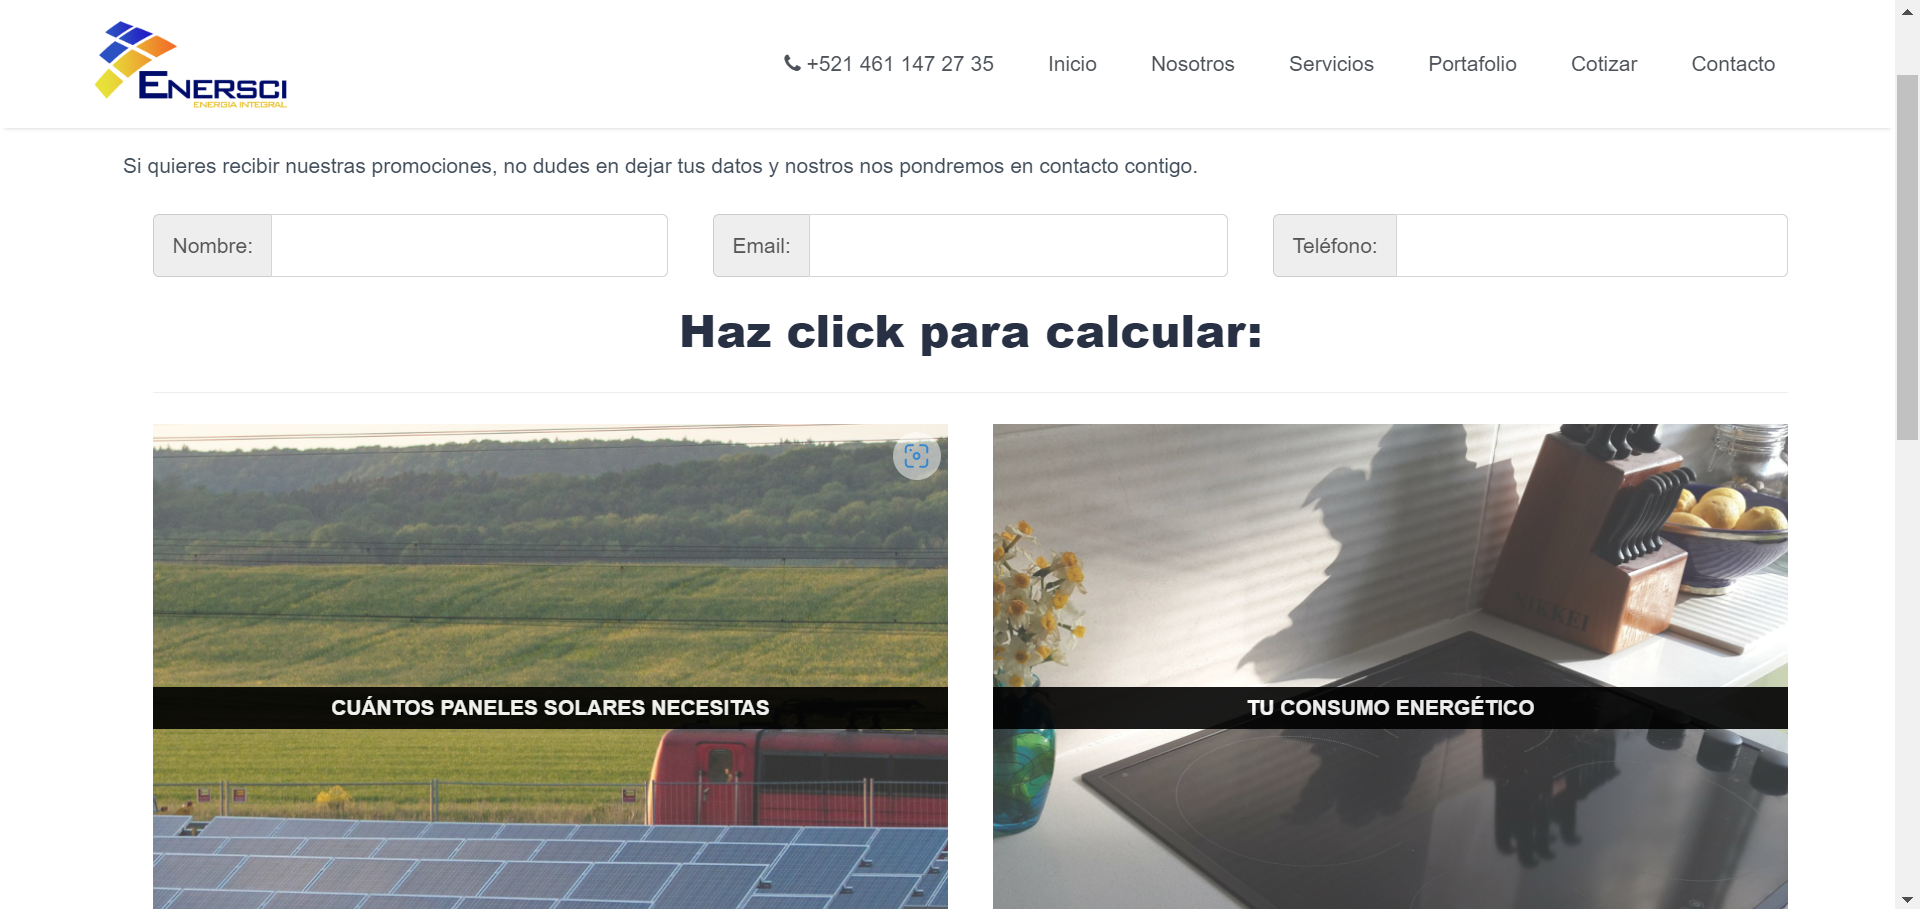 ENERSCI
ENERGIA INTEGRAL
+521 461 147 27 35
Inicio
Nosotros
Servicios
Portafolio
Cotizar
Contacto
Si quieres recibir nuestras promociones, no dudes en dejar tus datos y nostros nos pondremos en contacto contigo.
Nombre:
Email:
Teléfono:
Haz click para calcular:
CUÁNTOS PANELES SOLARES NECESITAS
TU CONSUMO ENERGÉTICO